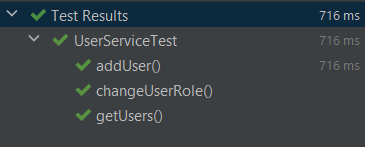 Test Results 716 ms
UserServiceTest 716 ms
addUser() 716 ms
changeUserRole()
getUsers()